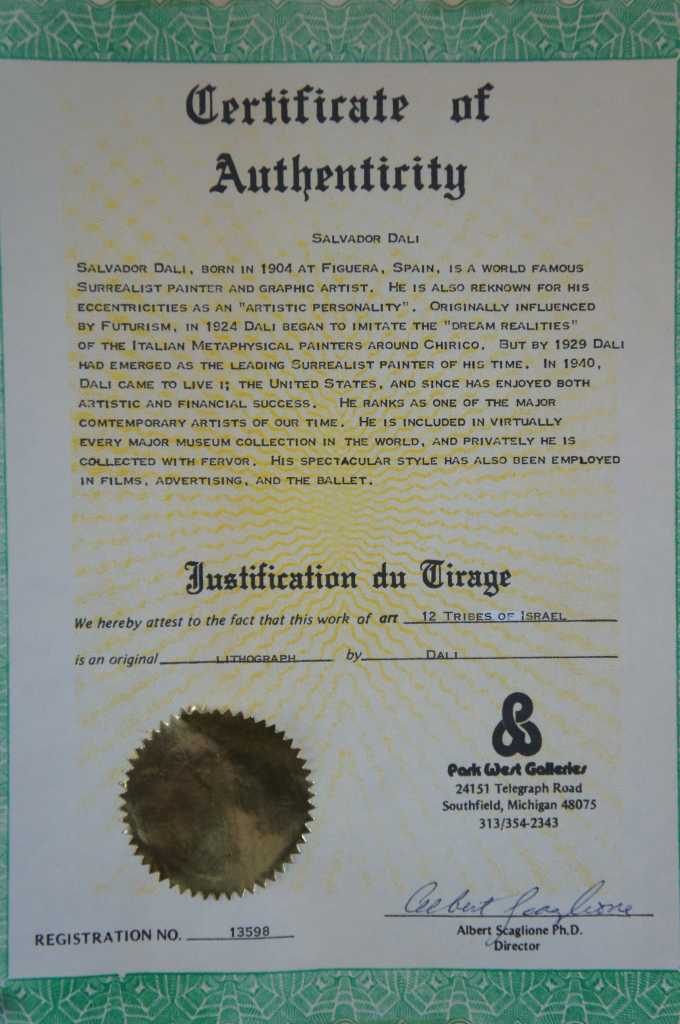 Certificate of
Authenticity
SALVADOR DALI
SALVADOR DALI, BORN IN 1904 AT FIGUERA, SPAIN, IS A WORLD FAMOUS
SURREALIST PAINTER AND GRAPHIC ARTIST. HE IS ALSO REKNOWN FOR HIS
ECCENTRICITIES AS AN "ARTISTIC PERSONALITY". ORIGINALLY INFLUENCED
BY FUTURISM, IN 1924 DALI BEGAN TO IMITATE THE "DREAM REALITIES"
OF THE ITALIAN METAPHYSICAL PAINTERS AROUND CHIRICO. BUT BY 1929 DALI
HAD EMERGED AS THE LEADING SURREALIST PAINTER OF HIS TIME. IN 1940,
DALI CAME TO LIVE I; THE UNITED STATES, AND SINCE HAS ENJOYED BOTH
ARTISTIC AND FINANCIAL SUCCESS. HE RANKS AS ONE OF THE MAJOR
COMTEMPORARY ARTISTS OF OUR TIME. HE IS INCLUDED IN VIRTUALLY
EVERY MAJOR MUSEUM COLLECTION IN THE WORLD, AND PRIVATELY HE IS
COLLECTED WITH FERVOR. HIS SPECTACULAR STYLE HAS ALSO BEEN EMPLOYED
IN FILMS, ADVERTISING, AND THE BALLET.
Justification du Tirage
We hereby attest to the fact that this work of art 12 TRIBES OF ISRAEL
is an original LITHOGRAPH by DALI
Park West Galleries
24151 Telegraph Road
Southfield, Michigan 48075
313/354-2343
Albert Scaglione
Albert Scaglione Ph.D.
Director
REGISTRATION NO. 13598